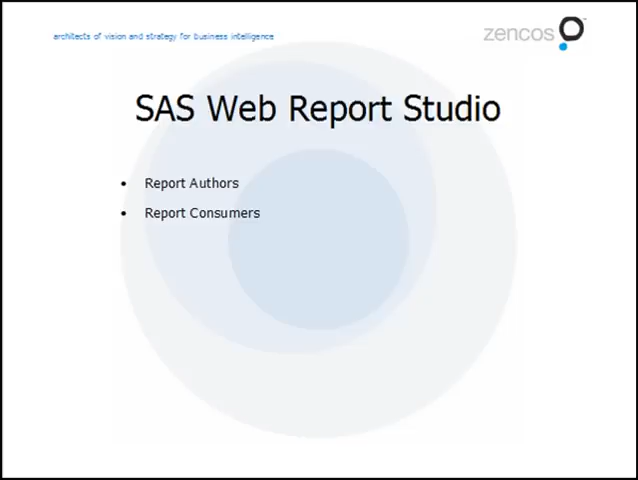 architects of vision and strategy for business intelligence
zencos
SAS Web Report Studio
• Report Authors
• Report Consumers